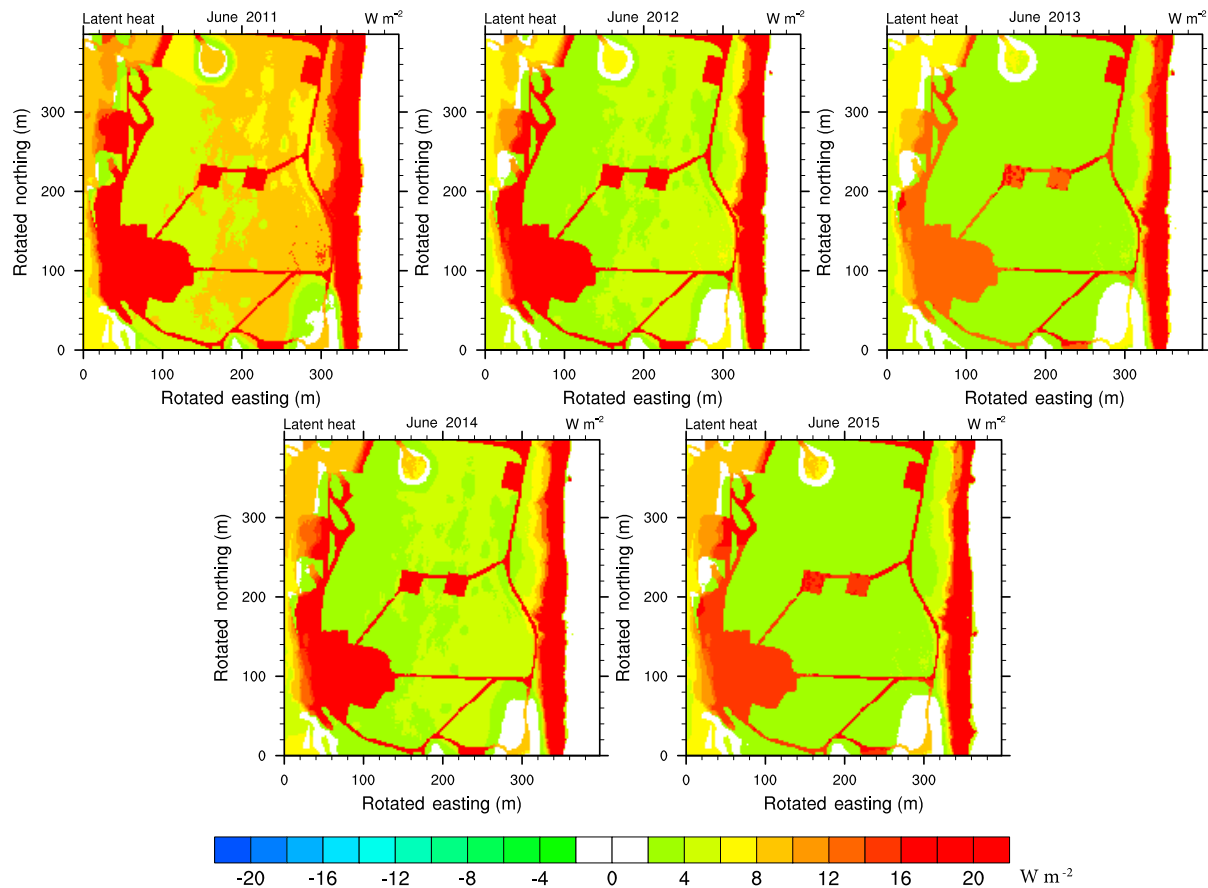 Latent heat June 2011 W m-2
Latent heat June 2012 W m-2
Latent heat June 2013 W m-2
Rotated northing (m)
300
200
100
0
Rotated northing (m)
300
200
100
0
Rotated northing (m)
300
200
100
0
0 100 200 300
0 100 200 300
0 100 200 300
Rotated easting (m)
Rotated easting (m)
Rotated easting (m)
Latent heat June 2014 W m-2
Latent heat June 2015 W m-2
Rotated northing (m)
300
200
100
0
Rotated northing (m)
300
200
100
0
0 100 200 300
0 100 200 300
Rotated easting (m)
Rotated easting (m)
-20 -16 -12 -8 -4 0 4 8 12 16 20 W m-2